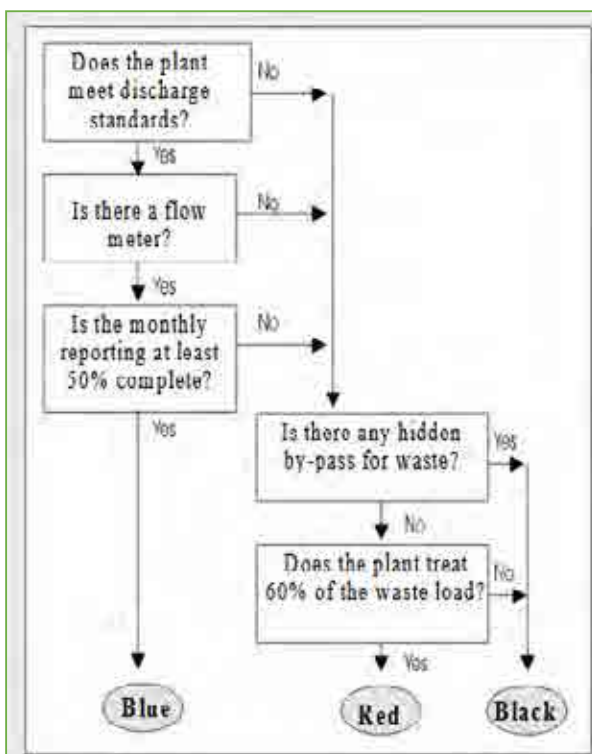 Does the plant
meet discharge
standards?
No
Yes
Is there a flow
meter?
No
Yes
Is the monthly
reporting at least
50% complete?
No
Yes
Is there any hidden
by-pass for waste?
Yes
No
Does the plant treat
60% of the waste load?
No
Yes
Blue
Red
Black